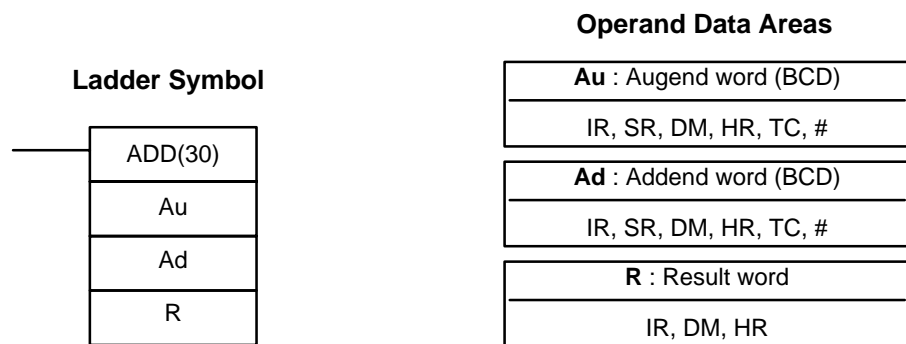 Ladder Symbol
ADD(30)
Au
Ad
R
Operand Data Areas
Au : Augend word (BCD)
IR, SR, DM, HR, TC, #
Ad : Addend word (BCD)
IR, SR, DM, HR, TC, #
R : Result word
IR, DM, HR